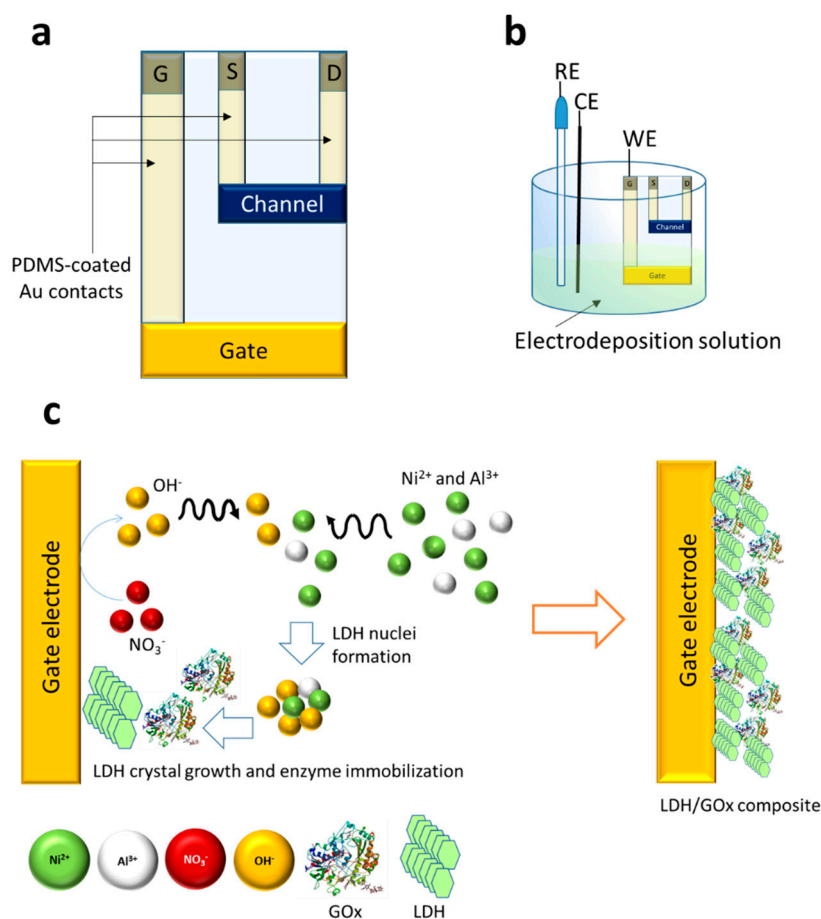 a
G S D
Channel
PDMS-coated
Au contacts
Gate
b
RE
CE
WE
G S D
Channel
Gate
Electrodeposition solution
c
Gate electrode
OH-
NO3-
Ni2+ and Al3+
LDH nuclei
formation
LDH crystal growth and enzyme immobilization
Gate electrode
LDH/GOx composite
Ni2+ Al3+ NO3- OH-
GOx LDH